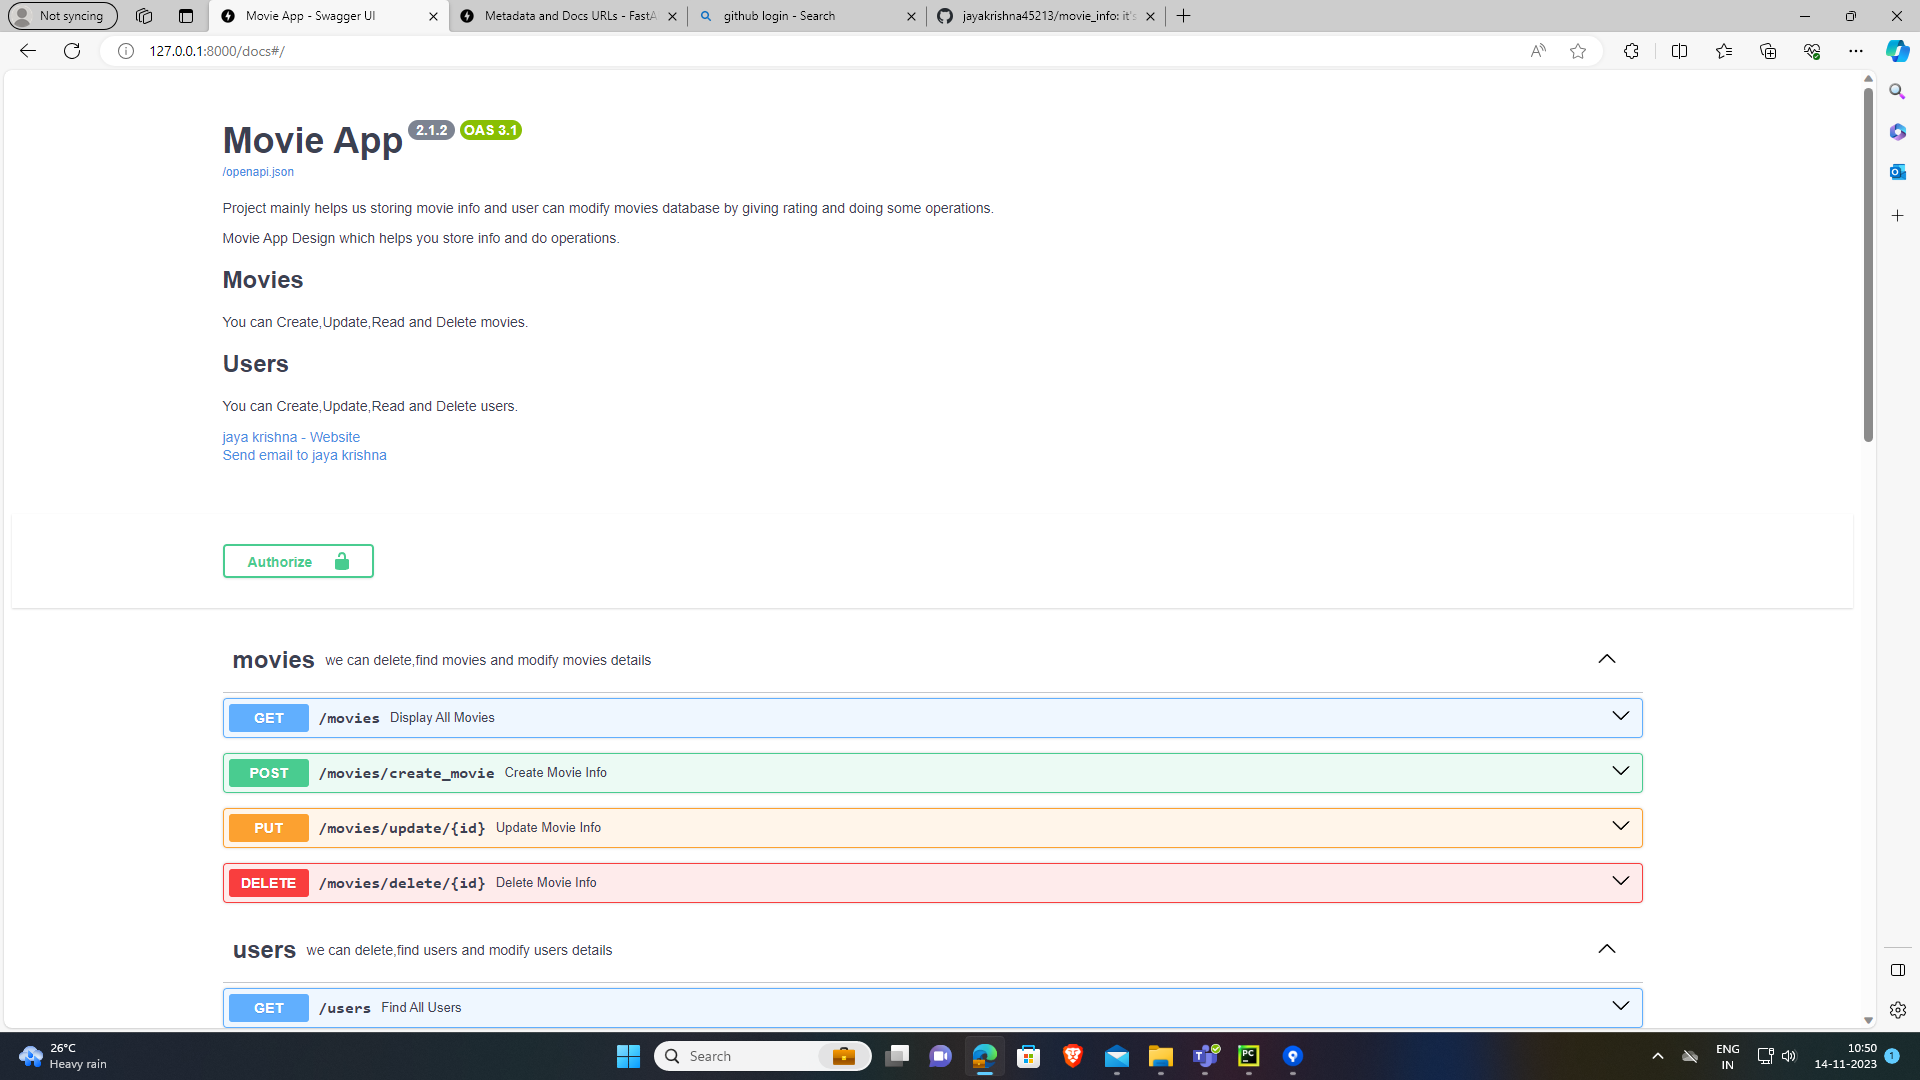 Not syncing
Movie App - Swagger UI
Metadata and Docs URLs - FastA
github login - Search
jayakrishna45213/movie_info: it's
127.0.0.1:8000/docs#/
Movie App 2.1.2 OAS 3.1
/openapi.json
Project mainly helps us storing movie info and user can modify movies database by giving rating and doing some operations.
Movie App Design which helps you store info and do operations.
Movies
You can Create,Update,Read and Delete movies.
Users
You can Create,Update,Read and Delete users.
jaya krishna - Website
Send email to jaya krishna
Authorize
movies we can delete,find movies and modify movies details
GET /movies Display All Movies
POST /movies/create_movie Create Movie Info
PUT /movies/update/{id} Update Movie Info
DELETE /movies/delete/{id} Delete Movie Info
users we can delete,find users and modify users details
GET /users Find All Users
26°C
Heavy rain
Search
ENG
IN
10:50
14-11-2023
1